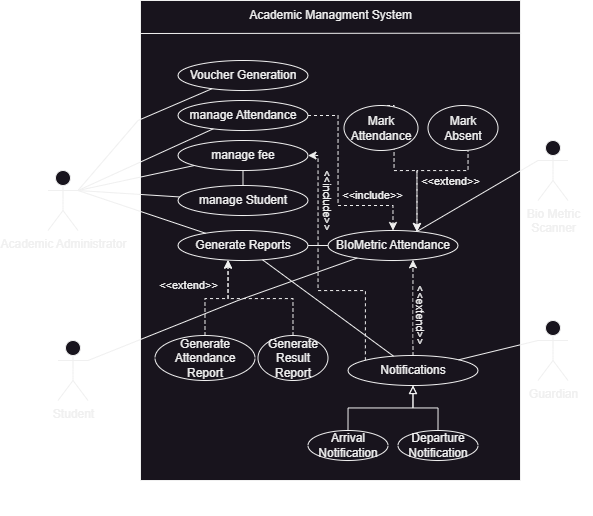 Academic Managment System
Voucher Generation
manage Attendance
Mark
Attendance
Mark
Absent
manage fee
<<include>>
<<extend>>
<<include>>
manage Student
Academic Administrator
Bio Metric
Scanner
Generate Reports
BIoMetric Attendance
<<extend>>
<<extend>>
Generate
Attendance
Report
Generate
Result
Report
Notifications
Student
Guardian
Arrival
Notification
Departure
Notification